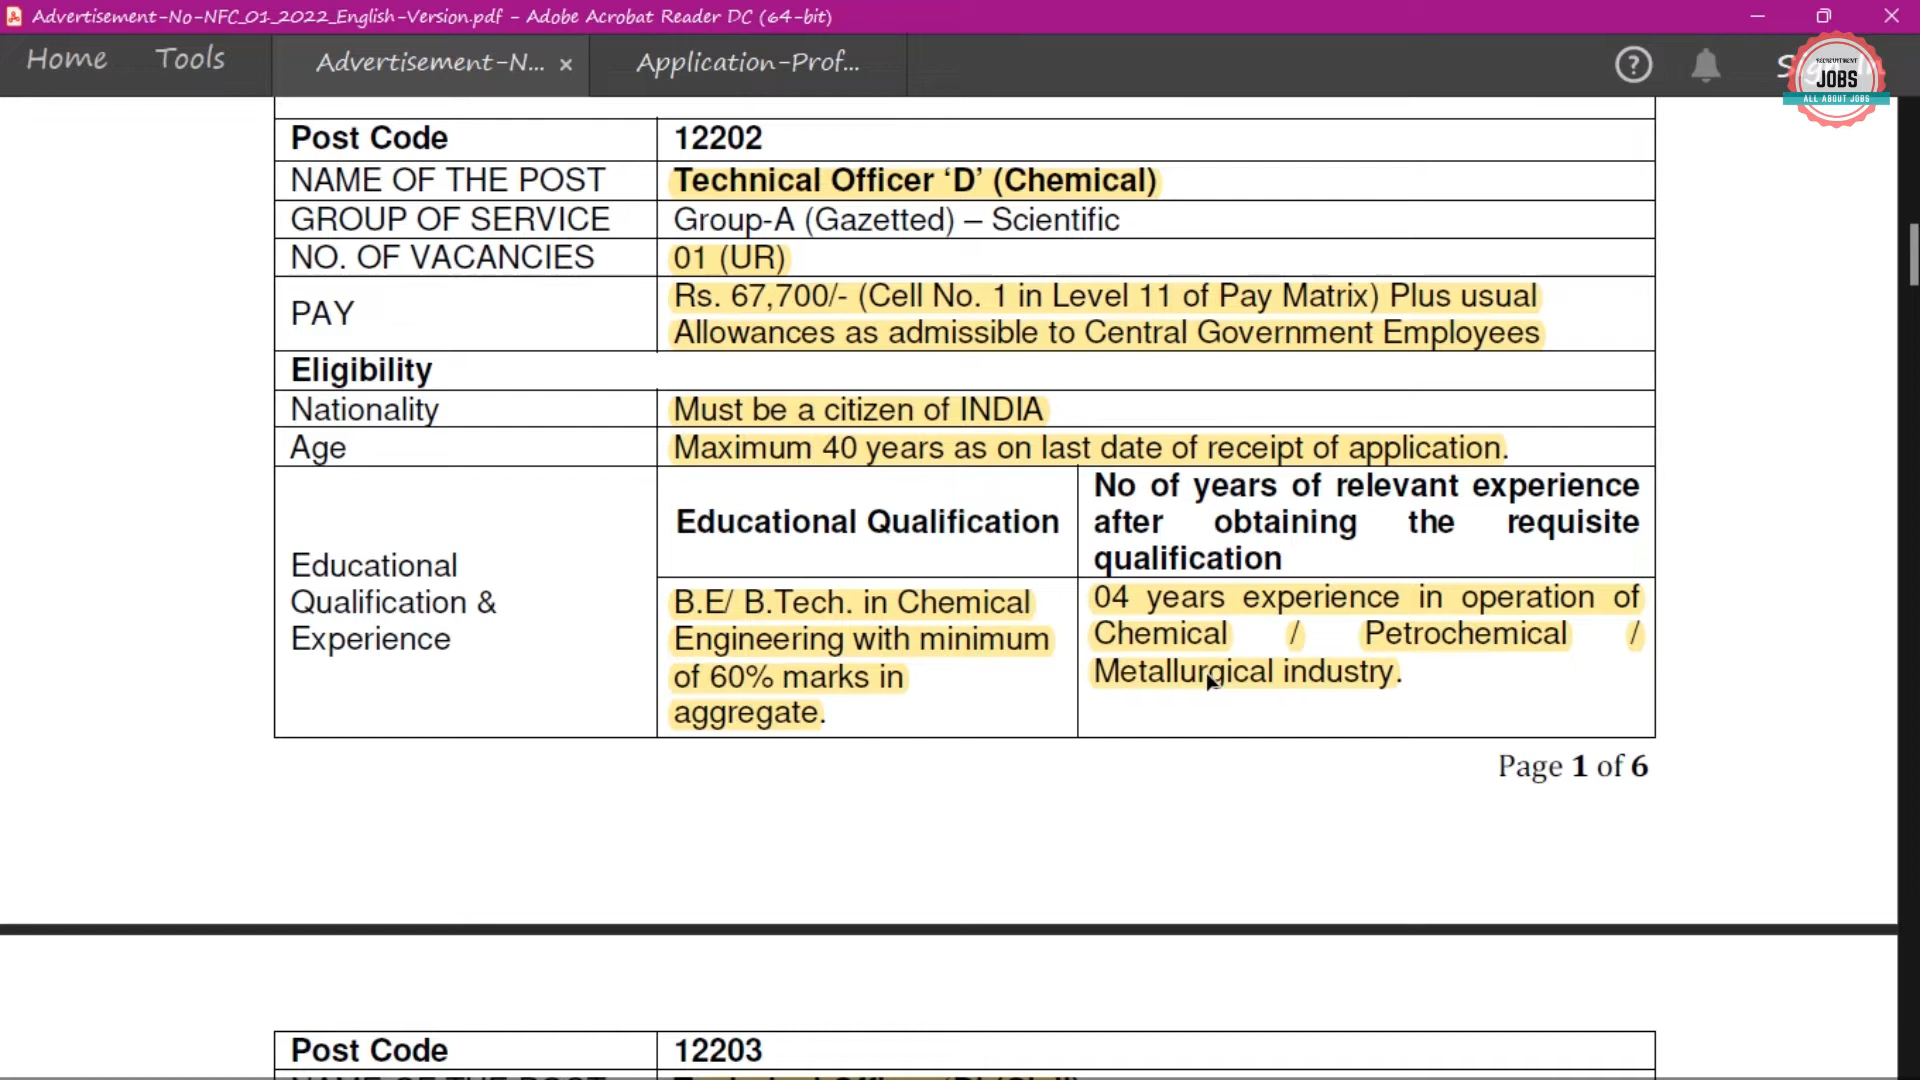 Advertisement-No-NFC_01_2022_English-Version.pdf - Adobe Acrobat Reader DC (64-bit)
Home Tools Advertisement-N... × Application-Prof... ?
RECRUITMENT
JOBS
ALL ABOUT JOBS
Post Code 12202
NAME OF THE POST Technical Officer ‘D’ (Chemical)
GROUP OF SERVICE Group-A (Gazetted) – Scientific
NO. OF VACANCIES 01 (UR)
PAY Rs. 67,700/- (Cell No. 1 in Level 11 of Pay Matrix) Plus usual
Allowances as admissible to Central Government Employees
Eligibility
Nationality Must be a citizen of INDIA
Age Maximum 40 years as on last date of receipt of application.
Educational
Qualification &
Experience
Educational Qualification
No of years of relevant experience
after obtaining the requisite
qualification
B.E/ B.Tech. in Chemical
Engineering with minimum
of 60% marks in
aggregate.
04 years experience in operation of
Chemical / Petrochemical /
Metallurgical industry.
Page 1 of 6
Post Code 12203